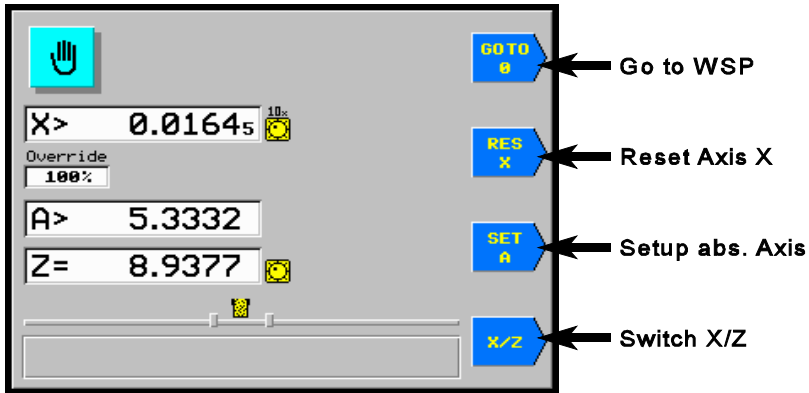 GOTO
0
Go to WSP
X> 0.01645
10x
Override
100%
RES
X
Reset Axis X
A> 5.3332
SET
A
Setup abs. Axis
Z= 8.9377
X/Z
Switch X/Z